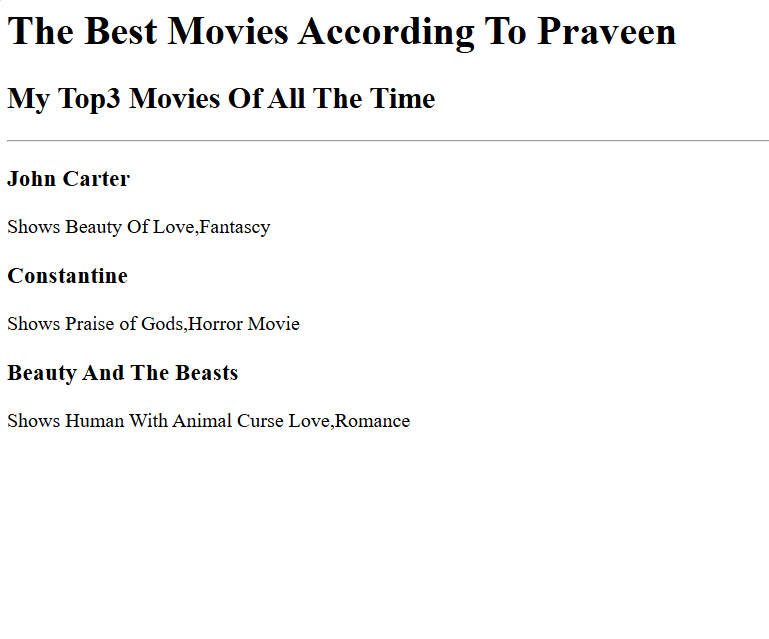 The Best Movies According To Praveen
My Top3 Movies Of All The Time
John Carter
Shows Beauty Of Love,Fantascy
Constantine
Shows Praise of Gods,Horror Movie
Beauty And The Beasts
Shows Human With Animal Curse Love,Romance